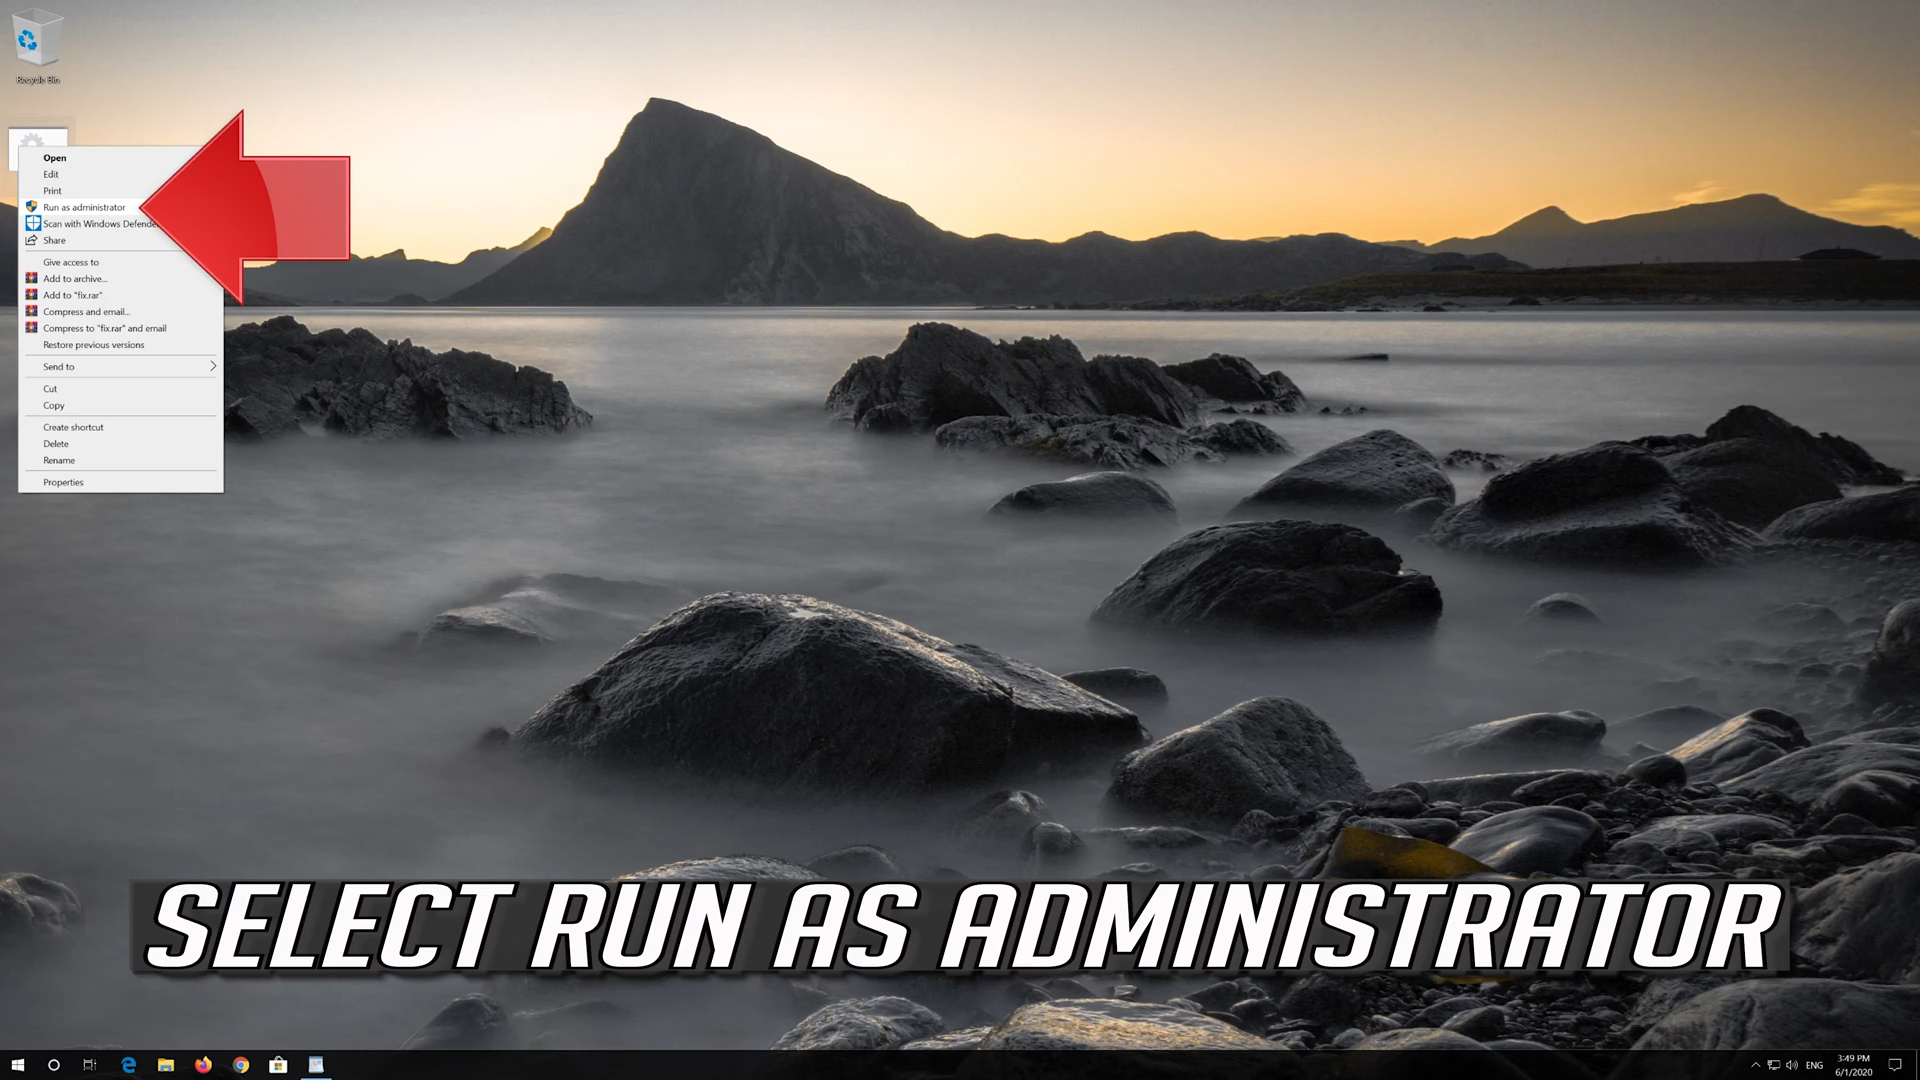 Recycle Bin
Open
Edit
Print
Run as administrator
Scan with Windows
Share
Give access to
Add to archive...
Add to "fix.rar"
Compress and email...
Compress to "fix.rar" and email
Restore previous versions
Send to
Cut
Copy
Create shortcut
Delete
Rename
Properties
SELECT RUN AS ADMINISTRATOR
ENG
3:49 PM
6/1/2020